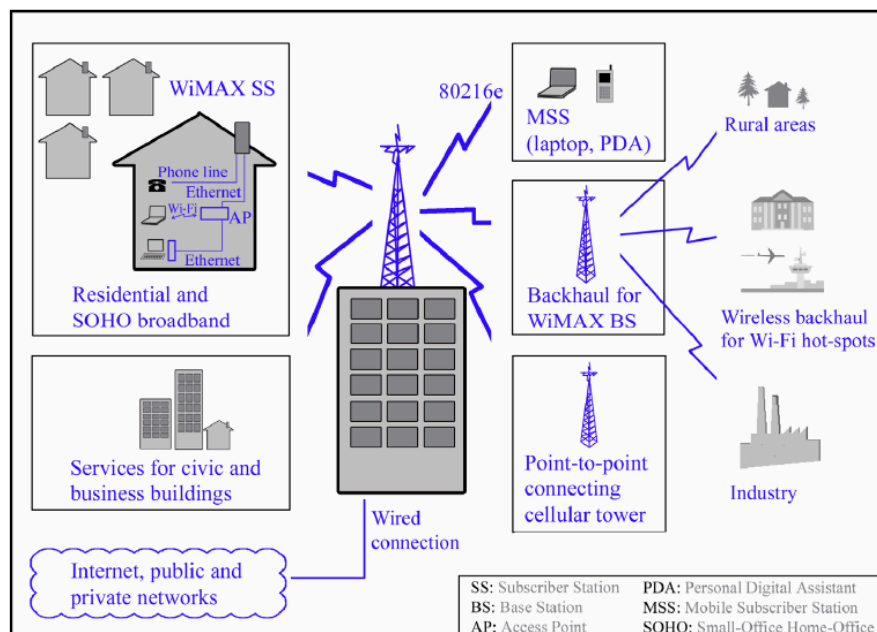 WiMAX SS
Phone line
Ethernet
Wi-Fi
AP
Ethernet
Residential and
SOHO broadband
Services for civic and
business buildings
Internet, public and
private networks
Wired
connection
80216e
MSS
(laptop, PDA)
Backhaul for
WiMAX BS
Point-to-point
connecting
cellular tower
Rural areas
Wireless backhaul
for Wi-Fi hot-spots
Industry
SS: Subscriber Station PDA: Personal Digital Assistant
BS: Base Station MSS: Mobile Subscriber Station
AP: Access Point SOHO: Small-Office Home-Office